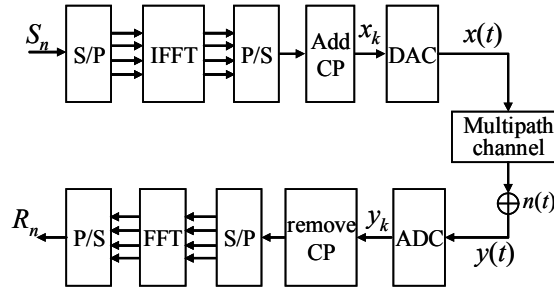 S_n
S/P
IFFT
P/S
Add
CP
x_k
DAC
x(t)
Multipath
channel
n(t)
y(t)
ADC
y_k
remove
CP
S/P
FFT
P/S
R_n